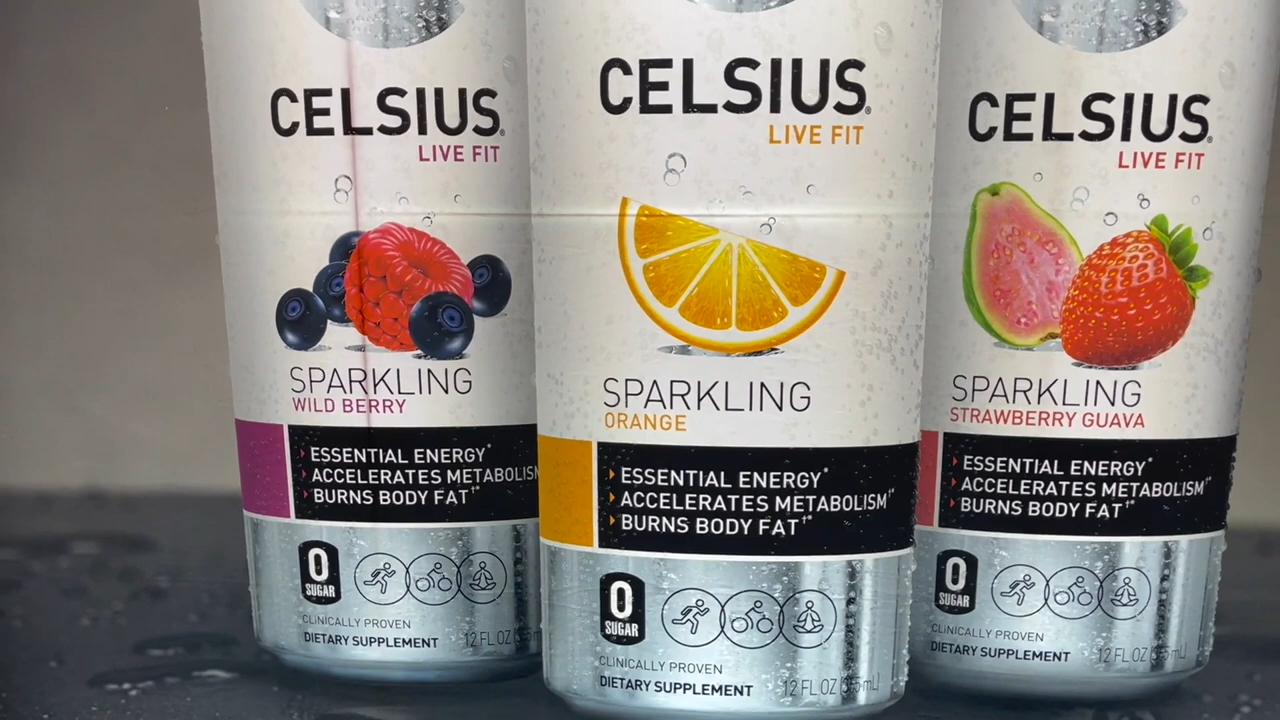 CELSIUS®
LIVE FIT
SPARKLING
WILD BERRY
ESSENTIAL ENERGY*
ACCELERATES METABOLISM
BURNS BODY FAT†*
0
SUGAR
CLINICALLY PROVEN
DIETARY SUPPLEMENT
12 FL OZ
CELSIUS®
LIVE FIT
SPARKLING
ORANGE
ESSENTIAL ENERGY*
ACCELERATES METABOLISM†*
BURNS BODY FAT†*
0
SUGAR
CLINICALLY PROVEN
DIETARY SUPPLEMENT 12 FL OZ (355mL)
CELSIUS®
LIVE FIT
SPARKLING
STRAWBERRY GUAVA
ESSENTIAL ENERGY*
ACCELERATES METABOLISM†*
BURNS BODY FAT†*
0
SUGAR
CLINICALLY PROVEN
DIETARY SUPPLEMENT 12 FL OZ (355mL)